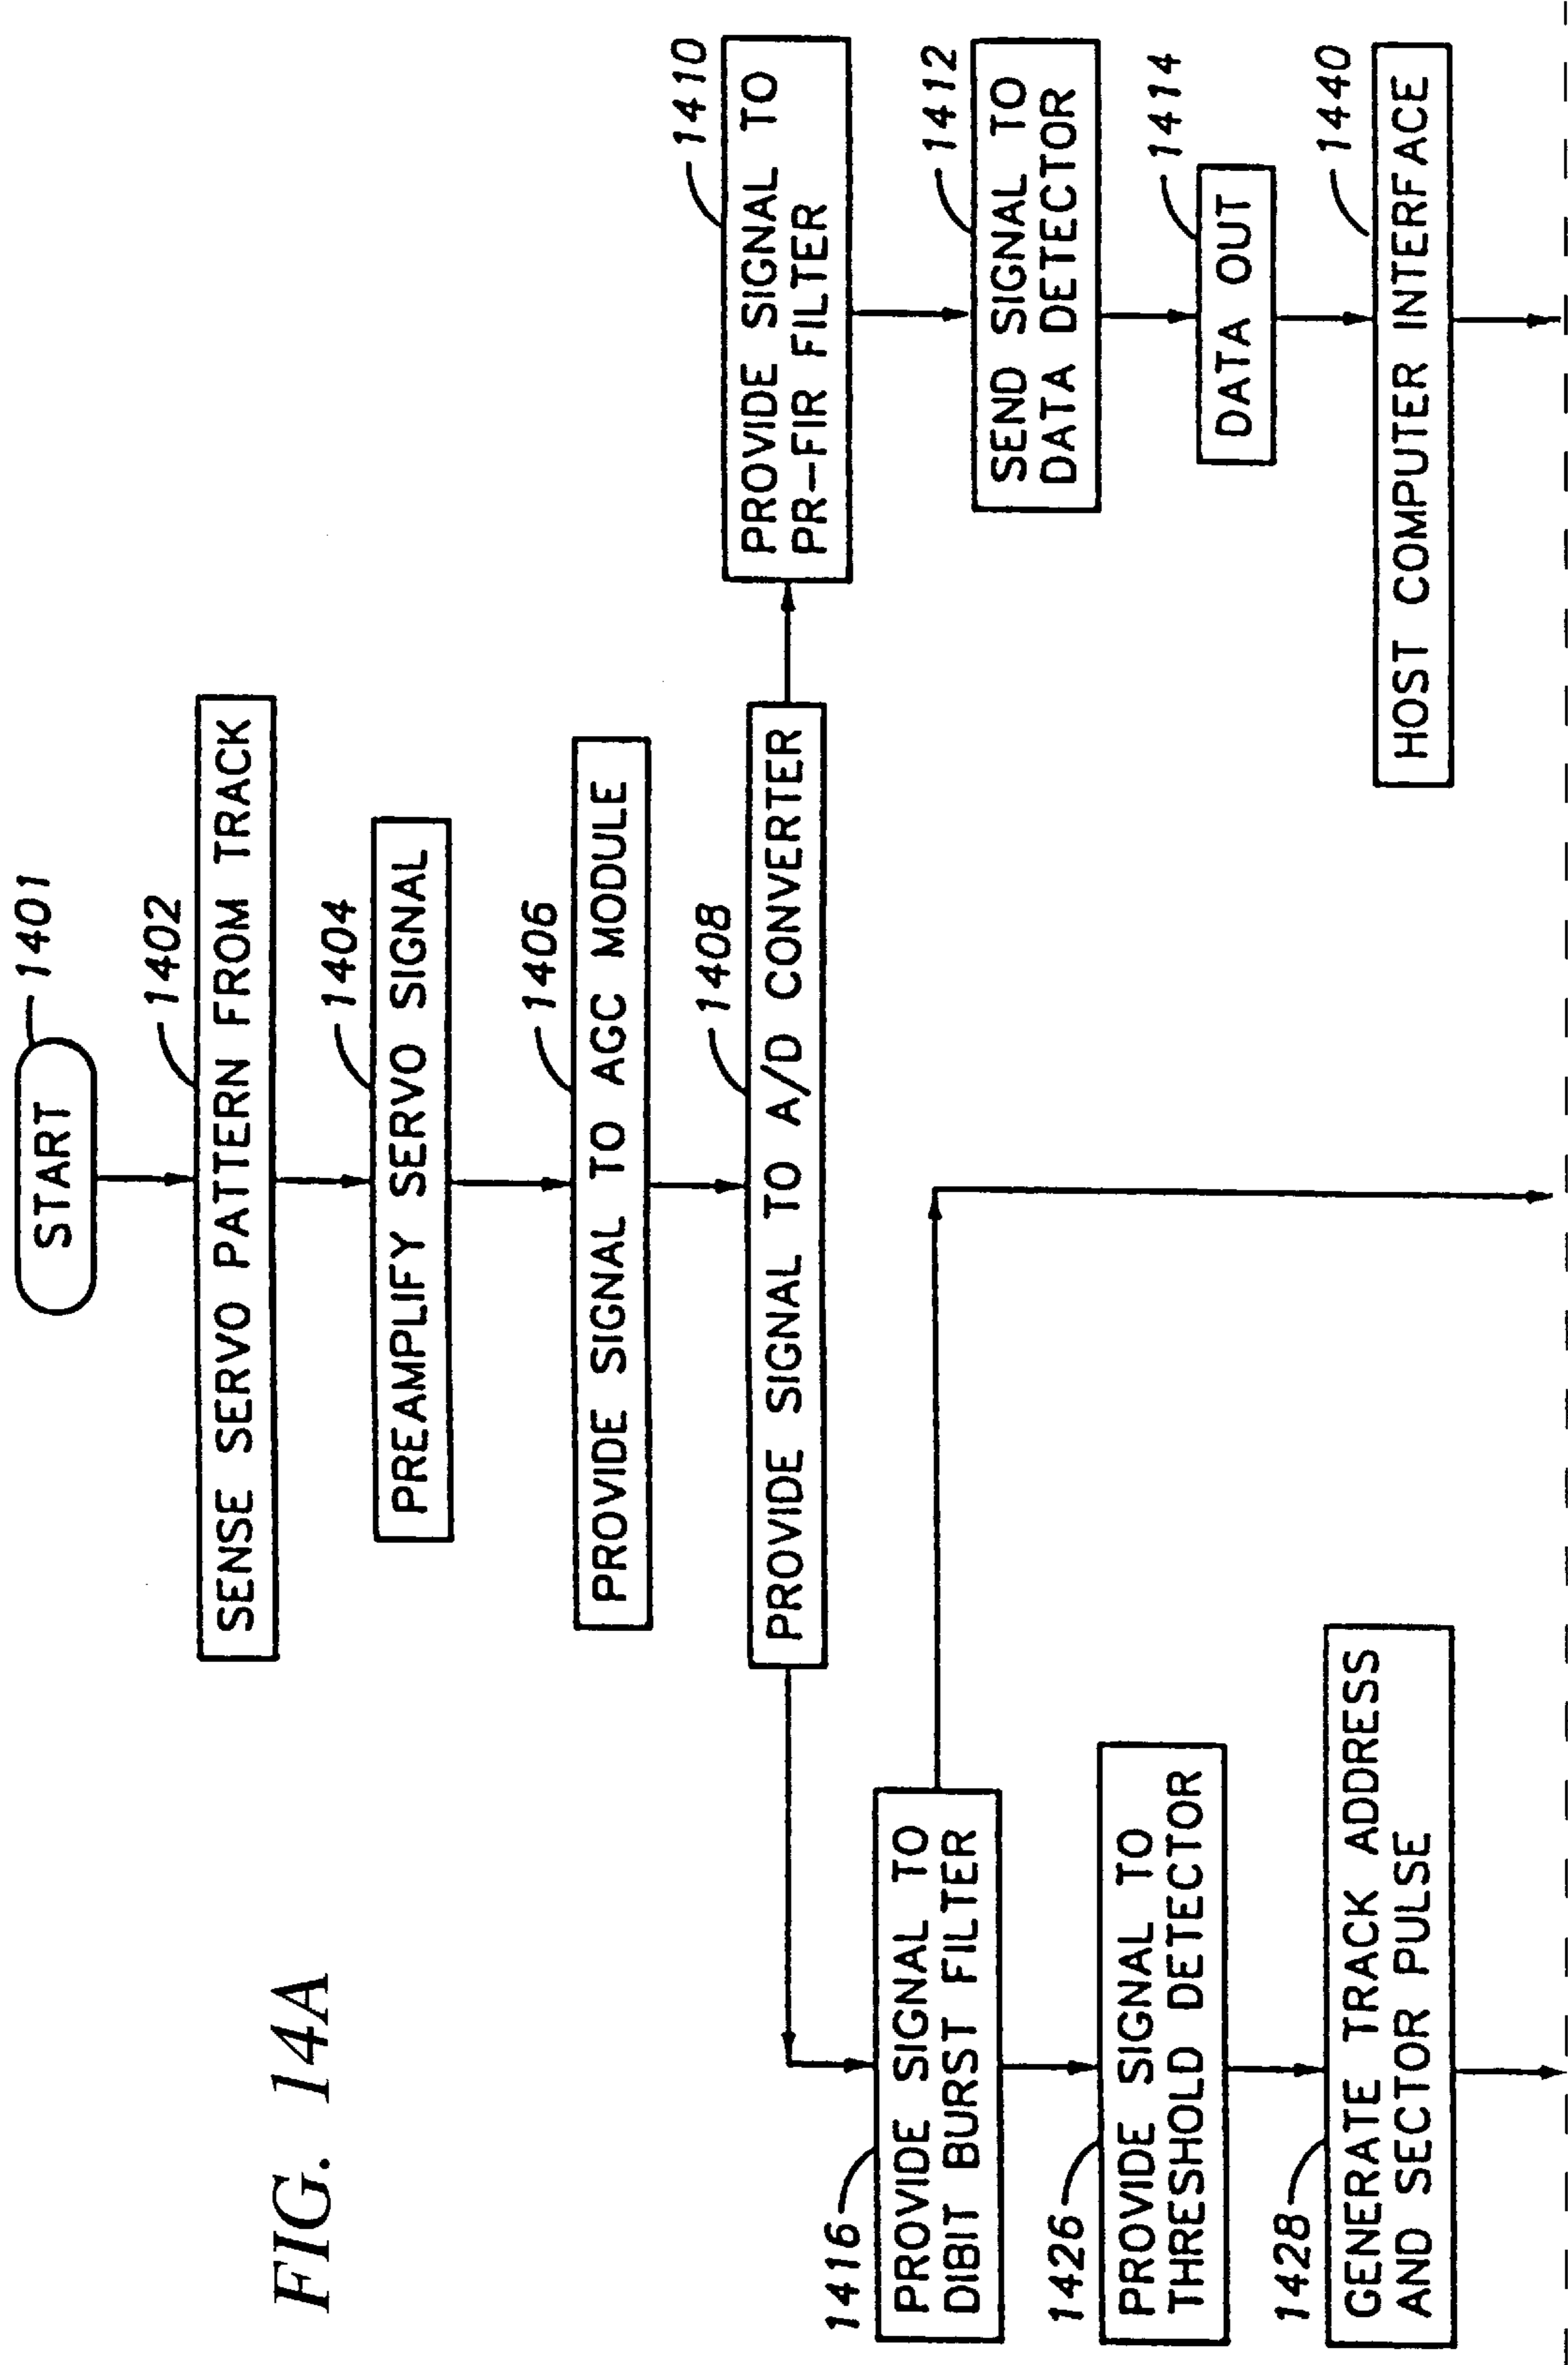 FIG. 14A
START
1401
1402
SENSE SERVO PATTERN FROM TRACK
1404
PREAMPLIFY SERVO SIGNAL
1406
PROVIDE SIGNAL TO AGC MODULE
1408
PROVIDE SIGNAL TO A/D CONVERTER
1410
PROVIDE SIGNAL TO
PR-FIR FILTER
1412
SEND SIGNAL TO
DATA DETECTOR
1414
DATA OUT
1440
HOST COMPUTER INTERFACE
1416
PROVIDE SIGNAL TO
DIBIT BURST FILTER
1426
PROVIDE SIGNAL TO
THRESHOLD DETECTOR
1428
GENERATE TRACK ADDRESS
AND SECTOR PULSE